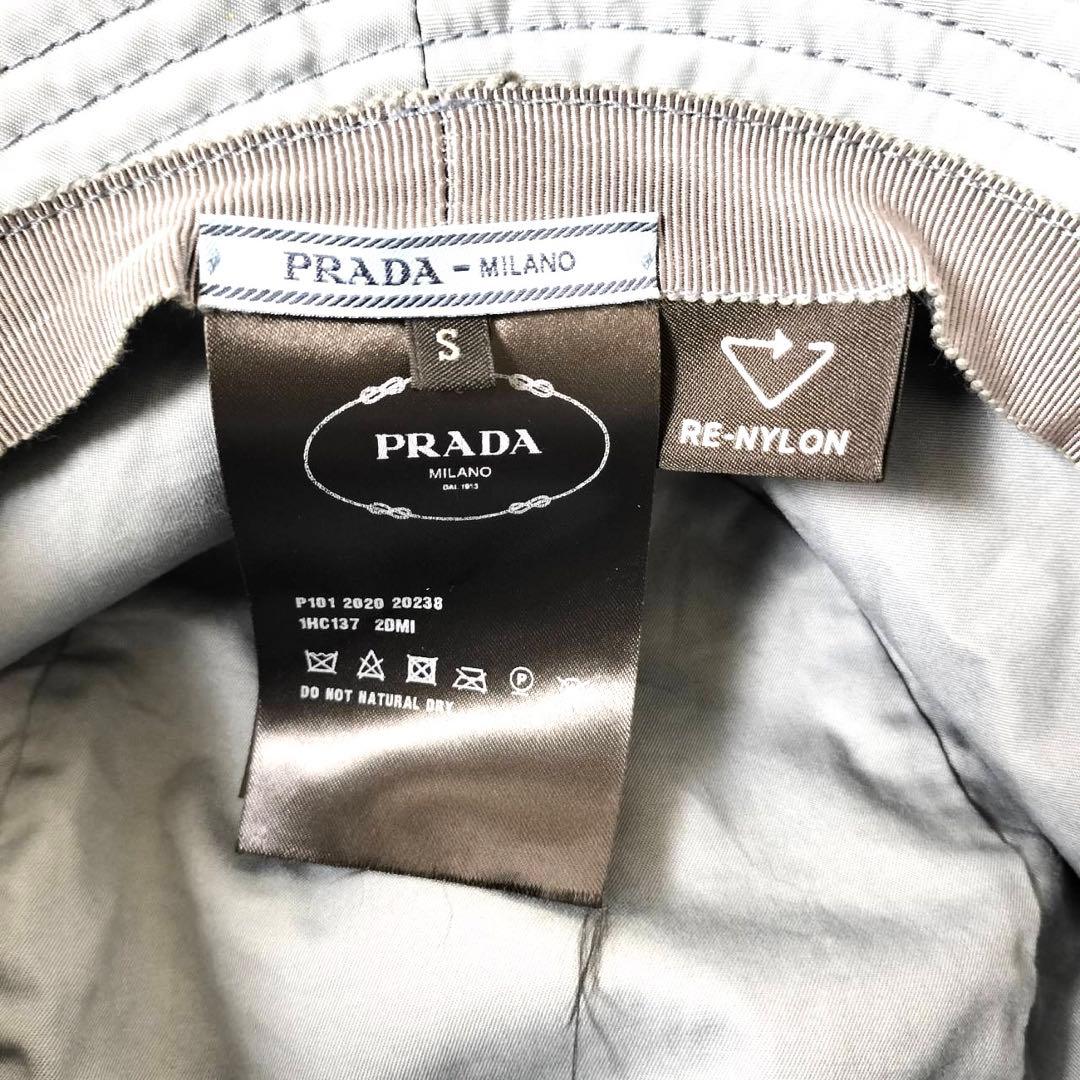 PRADA - MILANO
S
PRADA
MILANO
DAL 1913
RE-NYLON
P101 2020 20238
1HC137 2DMI
P
DO NOT NATURAL DRY